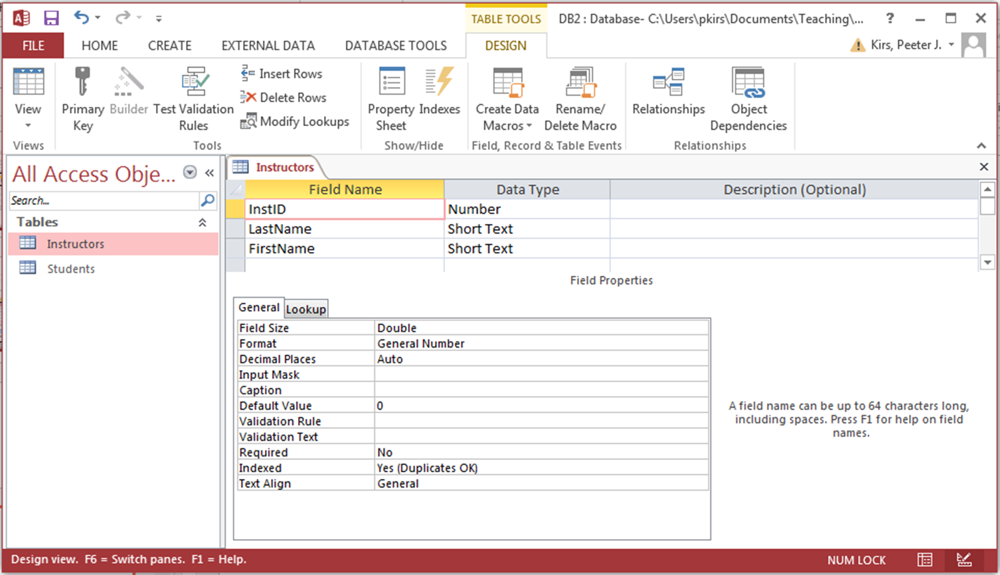 TABLE TOOLS DB2 : Database- C:\Users\pkirs\Documents\Teaching\... ?
FILE HOME CREATE EXTERNAL DATA DATABASE TOOLS DESIGN Kirs, Peeter J.
View
Primary Key
Builder
Test Validation Rules
Insert Rows
Delete Rows
Modify Lookups
Property Sheet
Indexes
Create Data Macros
Rename/ Delete Macro
Relationships
Object Dependencies
Views Tools Show/Hide Field, Record & Table Events Relationships
All Access Obje... «
Search...
Tables
Instructors
Students
Instructors
Field Name Data Type Description (Optional)
InstID Number
LastName Short Text
FirstName Short Text
Field Properties
General Lookup
Field Size Double
Format General Number
Decimal Places Auto
Input Mask
Caption
Default Value 0
Validation Rule
Validation Text
Required No
Indexed Yes (Duplicates OK)
Text Align General
A field name can be up to 64 characters long,
including spaces. Press F1 for help on field
names.
Design view. F6 = Switch panes. F1 = Help. NUM LOCK